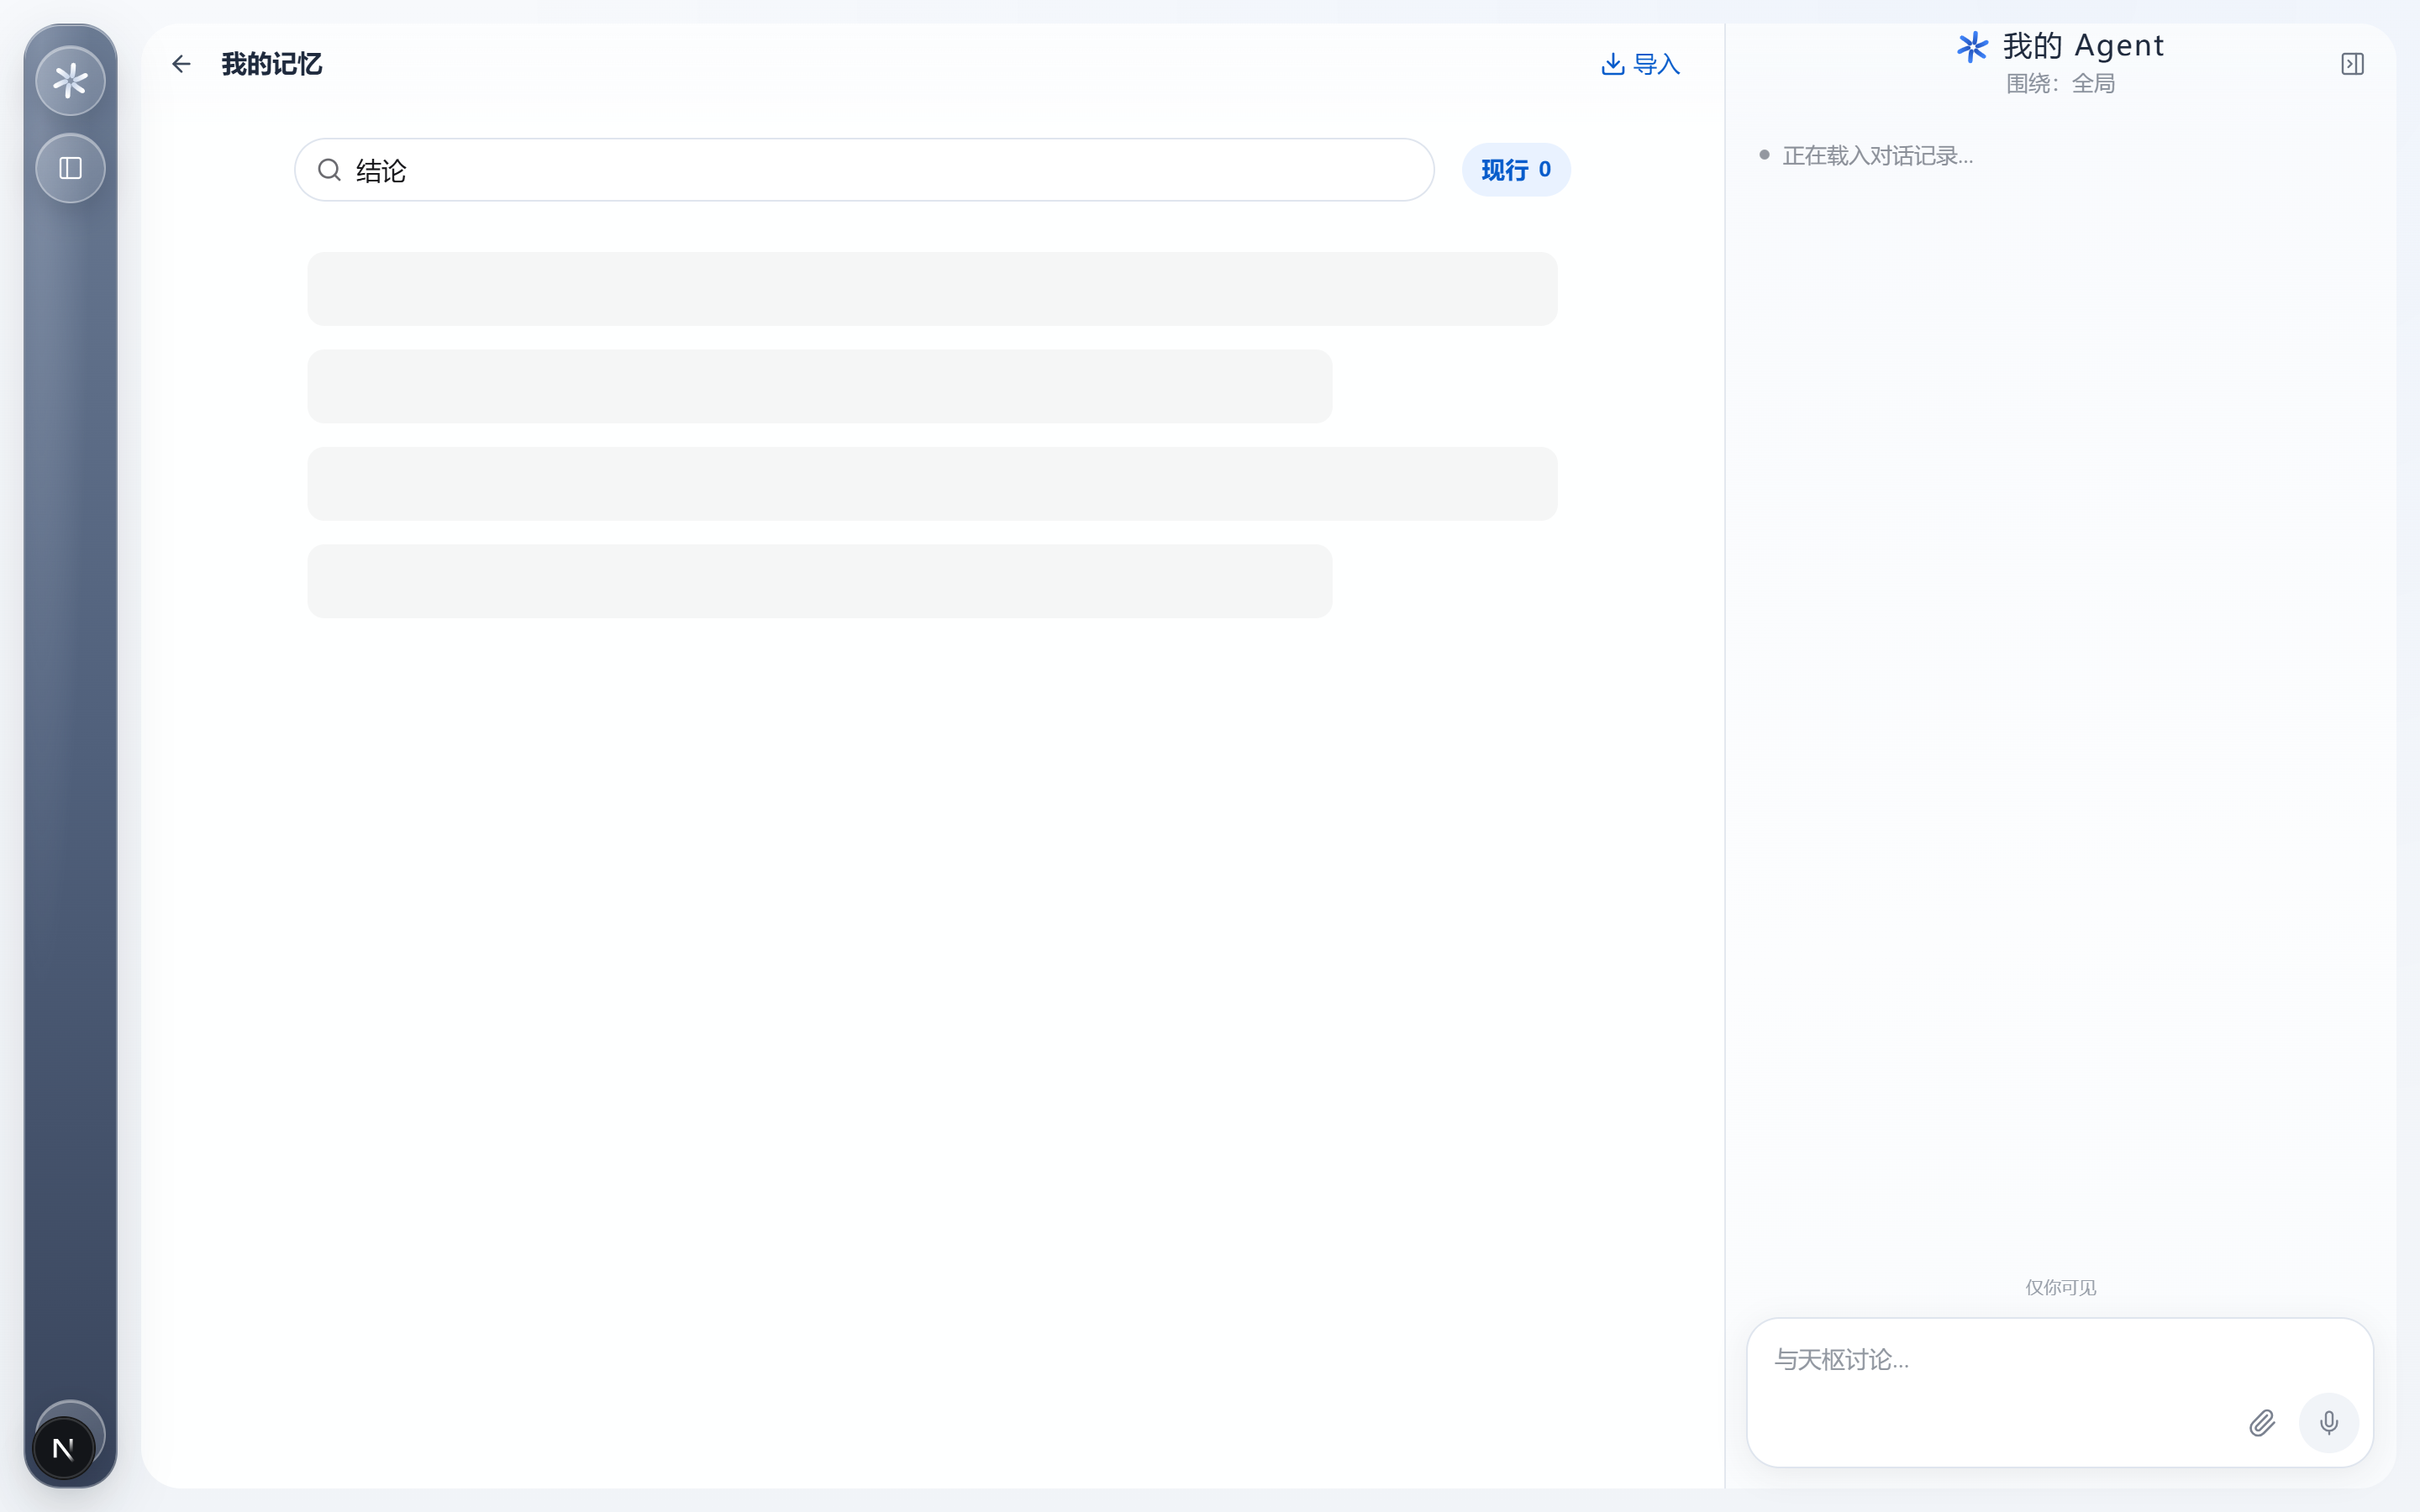 我的记忆
导入
结论
现行 0
我的 Agent
围绕：全局
正在载入对话记录...
仅你可见
与天枢讨论...
N